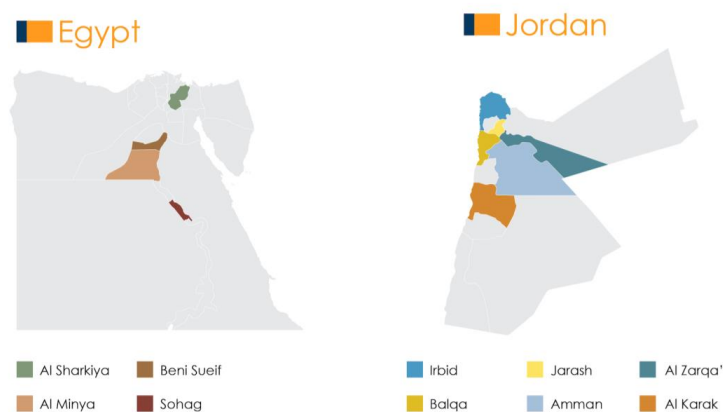 Egypt
Jordan
Al Sharkiya
Beni Sueif
Al Minya
Sohag
Irbid
Jarash
Al Zarqa'
Balqa
Amman
Al Karak